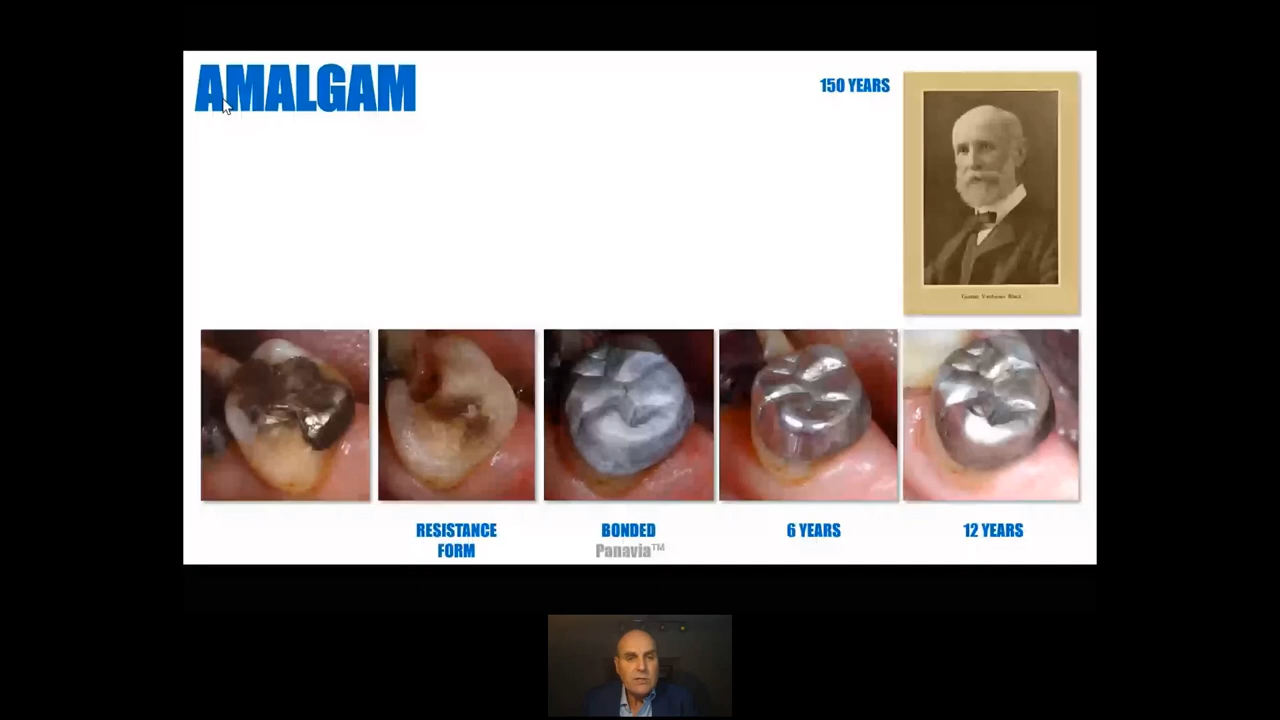 AMALGAM
150 YEARS
RESISTANCE
FORM
BONDED
Panavia™
6 YEARS
12 YEARS